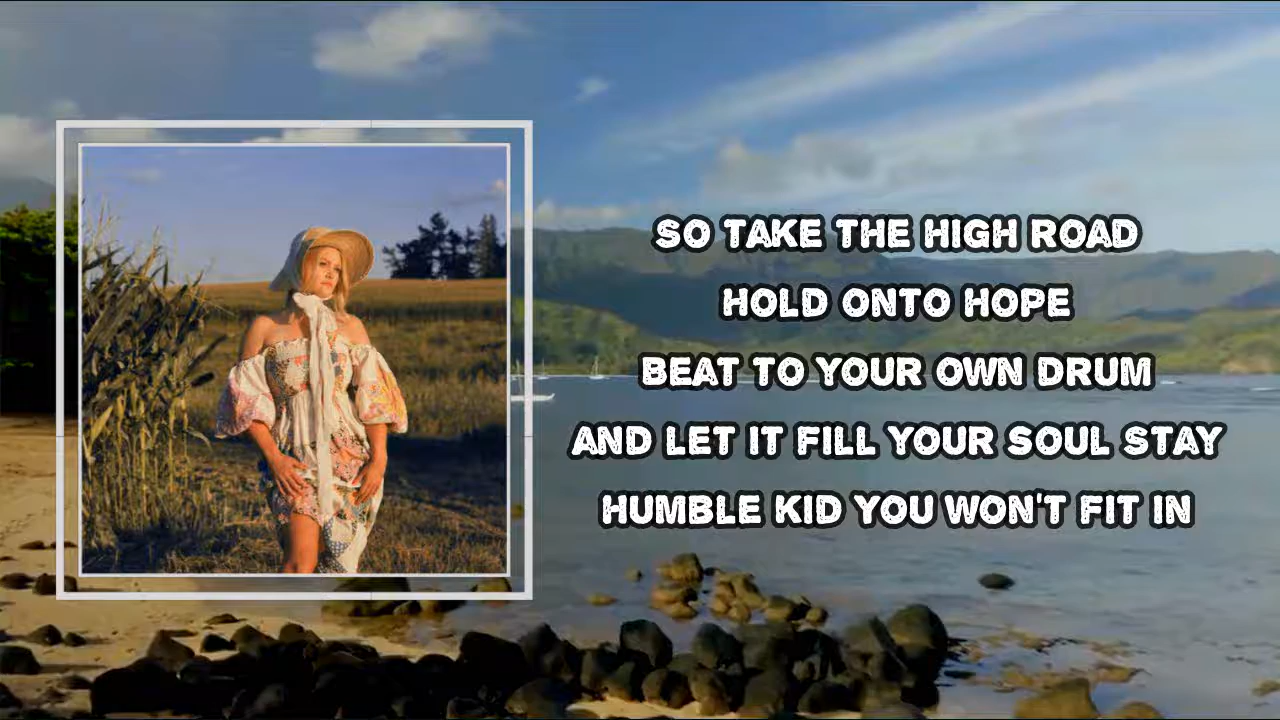 SO TAKE THE HIGH ROAD
HOLD ONTO HOPE
BEAT TO YOUR OWN DRUM
AND LET IT FILL YOUR SOUL STAY
HUMBLE KID YOU WON'T FIT IN